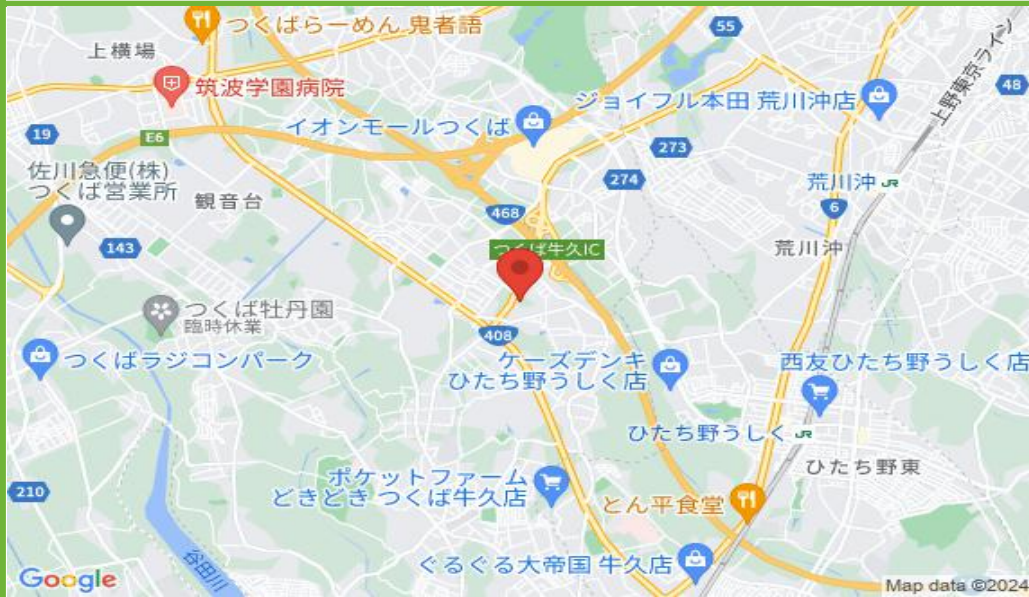 つくばらーめん 鬼者語
55
上横場
筑波学園病院
ジョイフル本田 荒川沖店
上野東京ライン
48
イオンモールつくば
19
E6
273
佐川急便(株)
つくば営業所
観音台
274
荒川沖
JR
468
6
143
つくば牛久IC
荒川沖
つくば牡丹園
臨時休業
408
つくばラジコンパーク
ケーズデンキ
ひたち野うしく店
西友ひたち野うしく店
ひたち野うしく
JR
ひたち野東
ポケットファーム
どきどき つくば牛久店
210
とん平食堂
谷田川
ぐるぐる大帝国 牛久店
Google
Map data ©2024